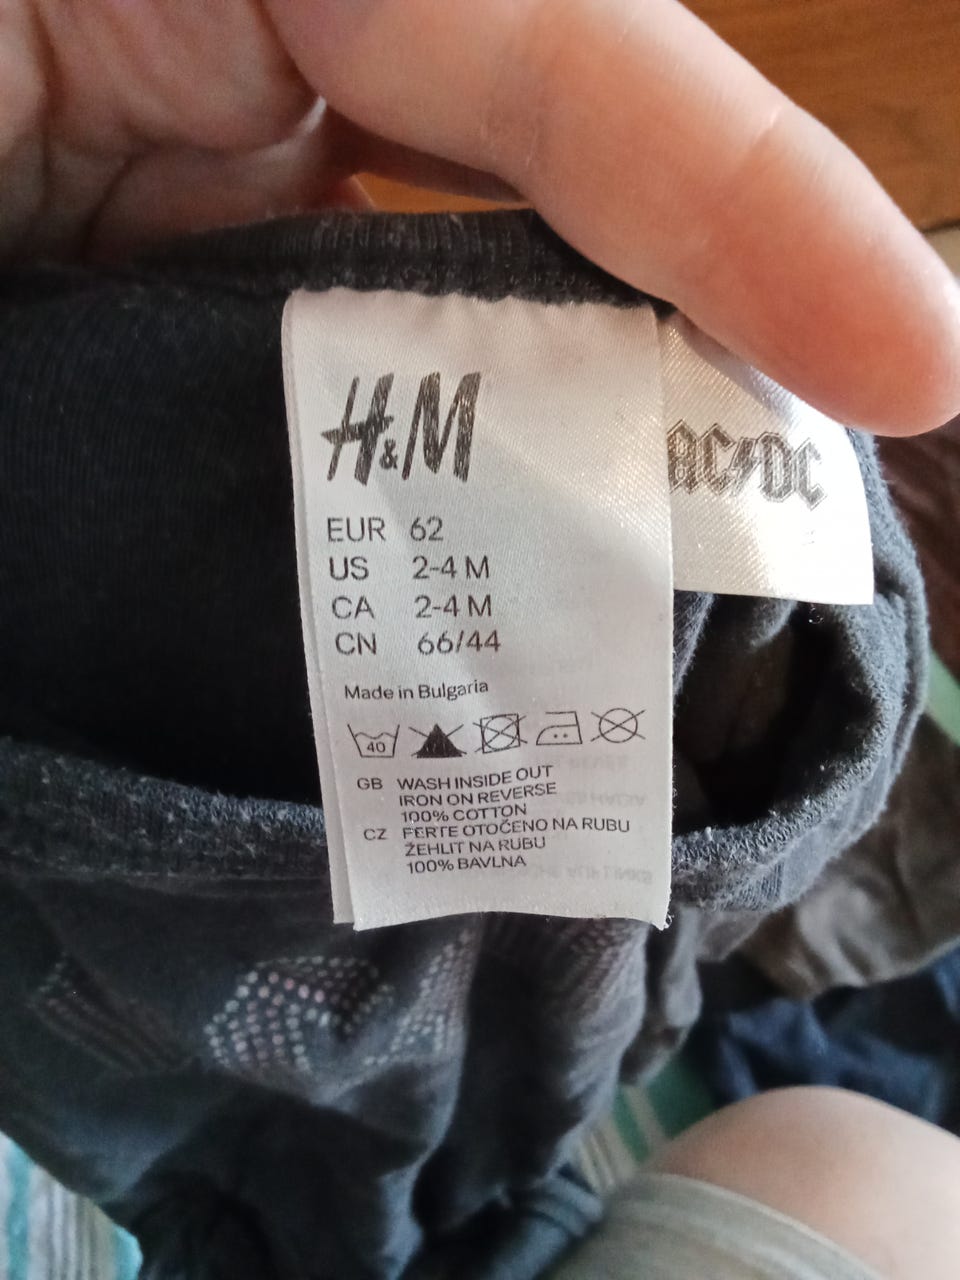 H&M
AC/DC
EUR 62
US 2-4 M
CA 2-4 M
CN 66/44
Made in Bulgaria
40
GB WASH INSIDE OUT
IRON ON REVERSE
100% COTTON
CZ PERTE OTOČENO NA RUBU
ŽEHLIT NA RUBU
100% BAVLNA